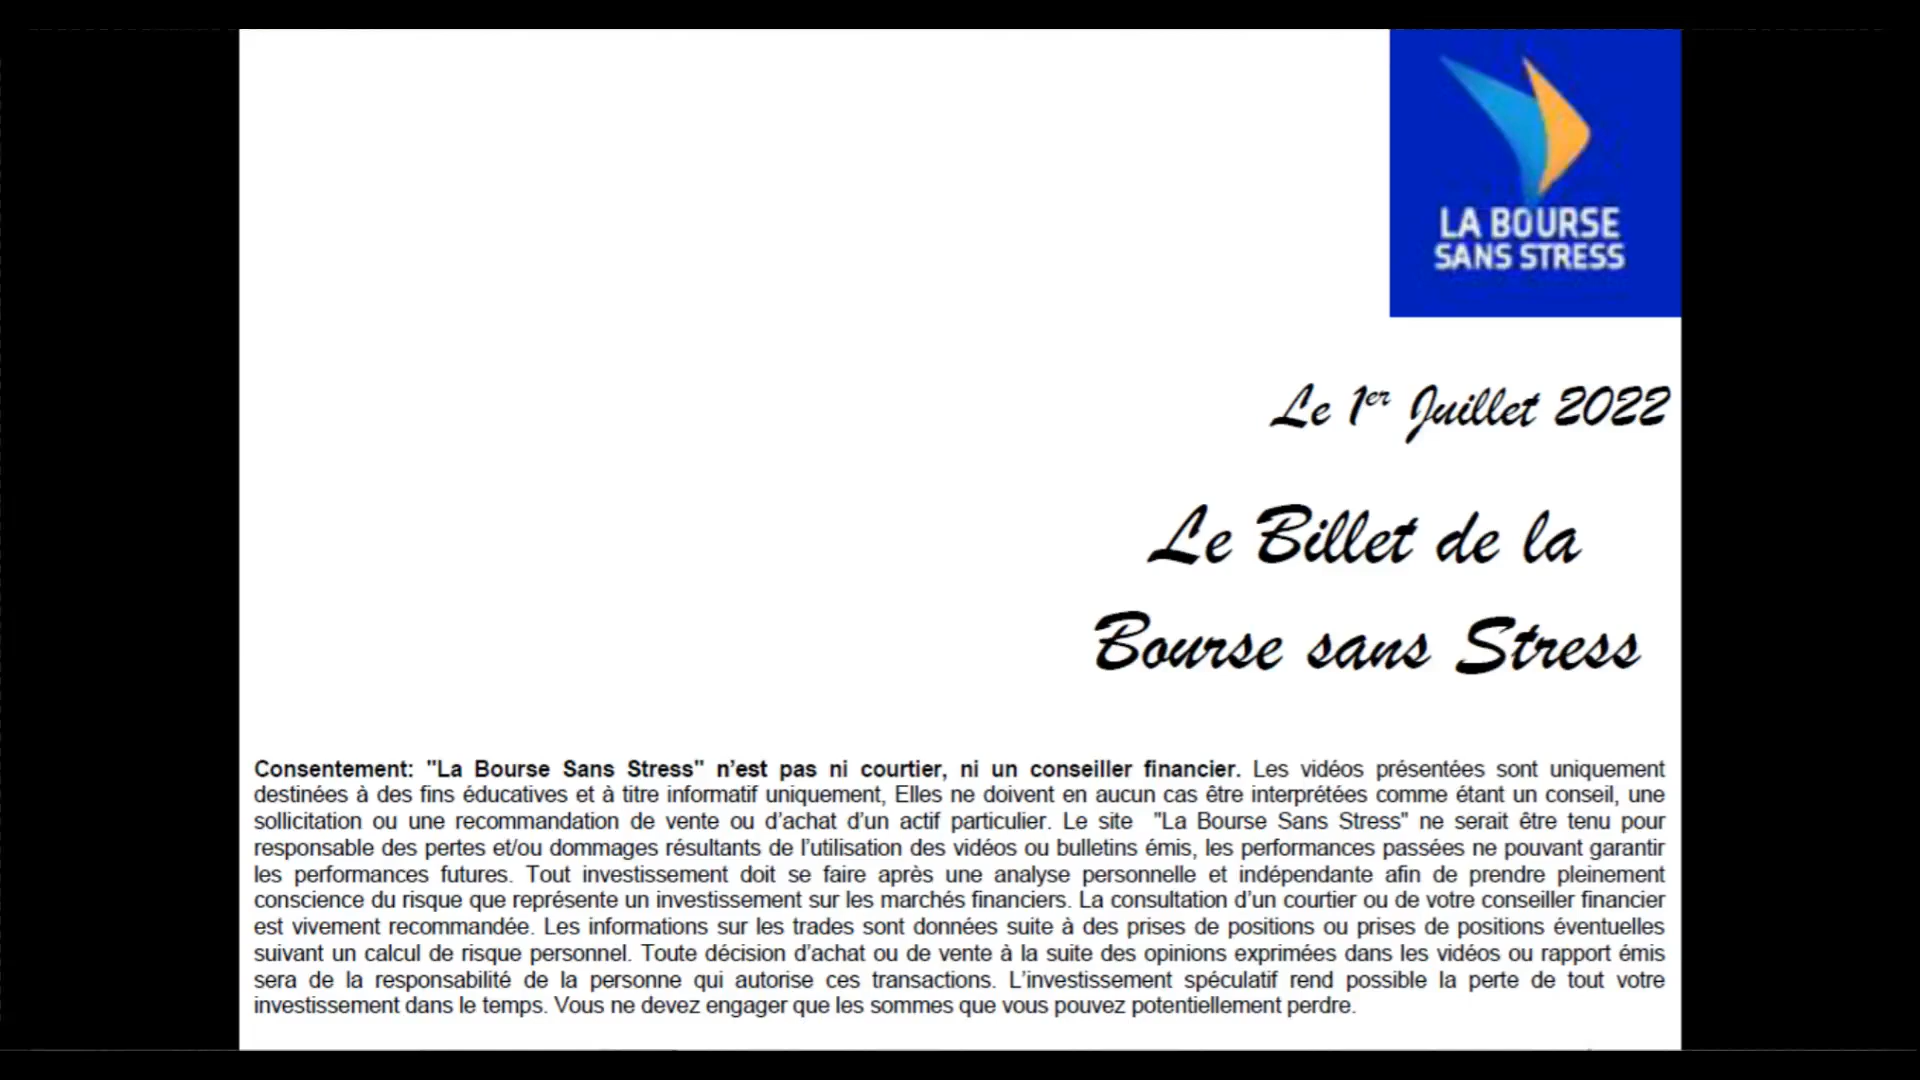 LA BOURSE
SANS STRESS
Le 1er Juillet 2022
Le Billet de la
Bourse sans Stress
Consentement: "La Bourse Sans Stress" n’est pas ni courtier, ni un conseiller financier. Les vidéos présentées sont uniquement
destinées à des fins éducatives et à titre informatif uniquement, Elles ne doivent en aucun cas être interprétées comme étant un conseil, une
sollicitation ou une recommandation de vente ou d’achat d’un actif particulier. Le site "La Bourse Sans Stress" ne serait être tenu pour
responsable des pertes et/ou dommages résultants de l’utilisation des vidéos ou bulletins émis, les performances passées ne pouvant garantir
les performances futures. Tout investissement doit se faire après une analyse personnelle et indépendante afin de prendre pleinement
conscience du risque que représente un investissement sur les marchés financiers. La consultation d’un courtier ou de votre conseiller financier
est vivement recommandée. Les informations sur les trades sont données suite à des prises de positions ou prises de positions éventuelles
suivant un calcul de risque personnel. Toute décision d’achat ou de vente à la suite des opinions exprimées dans les vidéos ou rapport émis
sera de la responsabilité de la personne qui autorise ces transactions. L’investissement spéculatif rend possible la perte de tout votre
investissement dans le temps. Vous ne devez engager que les sommes que vous pouvez potentiellement perdre.